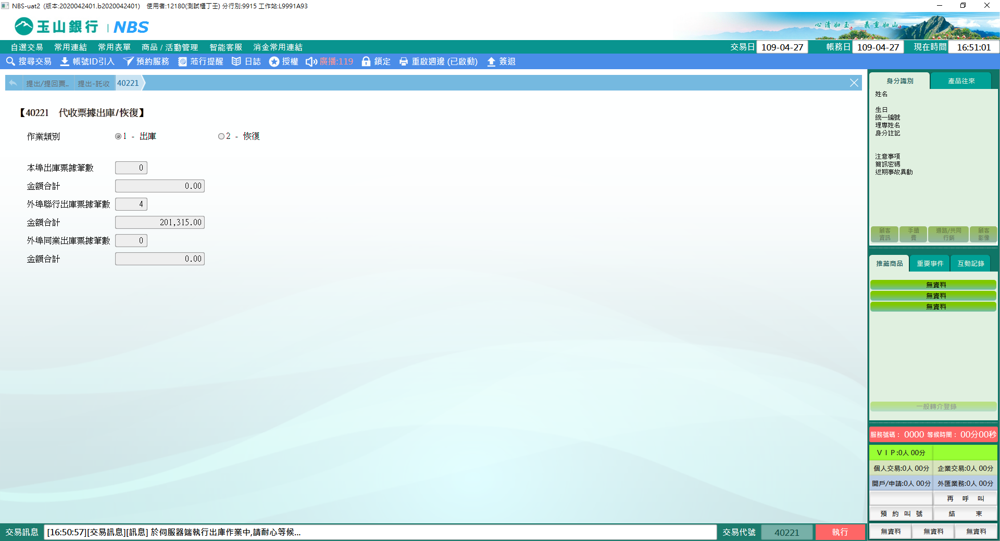 NBS-uat2 (版本:2020042401.b2020042401) 使用者:12180(測試櫃丁王) 分行別:9915 工作站:L9991A93
玉山銀行 | NBS
心清如玉。 義重如山。
自選交易 常用連結 常用表單 商品 / 活動管理 智能客服 消金常用連結 交易日 109-04-27 帳務日 109-04-27 現在時間 16:51:01
搜尋交易 帳號ID引入 預約服務 蒞行提醒 日誌 授權 廣播:119 鎖定 重啟週邊 (已啟動) 簽退
提出/提回票.. 提出-託收 40221
【40221 代收票據出庫/恢復】
作業類別 1 - 出庫 2 - 恢復
本埠出庫票據筆數 0
金額合計 0.00
外埠聯行出庫票據筆數 4
金額合計 201,315.00
外埠同業出庫票據筆數 0
金額合計 0.00
身分識別 產品往來
姓名
生日
統一編號
理專姓名
身分註記
注意事項
簡訊密碼
近期事故異動
顧客資訊 手續費 通路/共同行銷 顧客影像
推薦商品 重要事件 互動記錄
無資料
無資料
無資料
一般轉介登錄
服務號碼: 0000 等候時間: 00分00秒
VIP:0人 00分
個人交易:0人 00分 企業交易:0人 00分
開戶/申請:0人 00分 外匯業務:0人 00分
再 呼 叫
預 約 叫 號 結 束
無資料 無資料 無資料
交易訊息 [16:50:57][交易訊息][訊息] 於伺服器端執行出庫作業中,請耐心等候... 交易代號 40221 執行